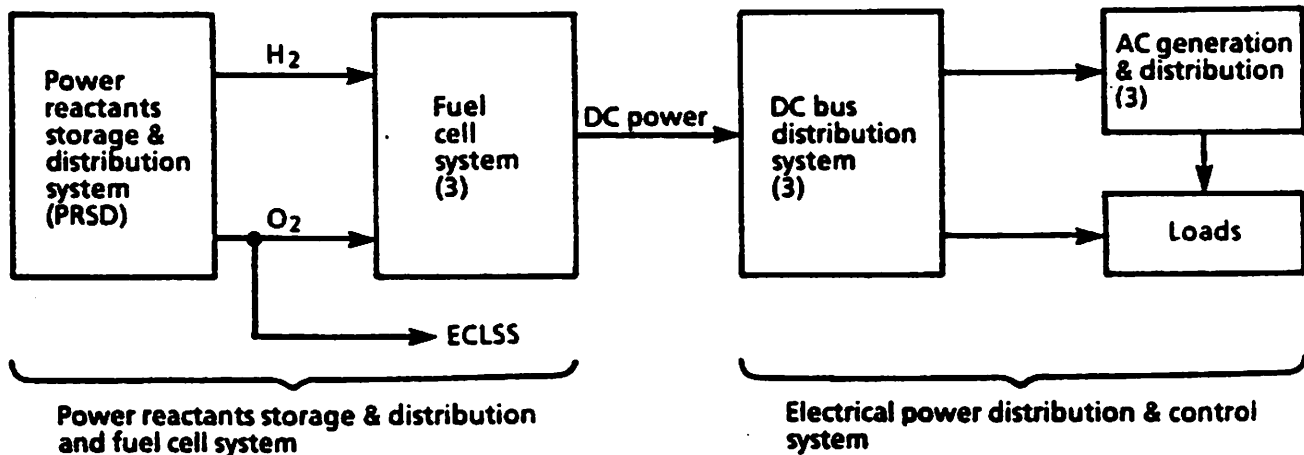 Power
reactants
storage &
distribution
system
(PRSD)
H2
O2
ECLSS
Fuel
cell
system
(3)
DC power
DC bus
distribution
system
(3)
AC generation
& distribution
(3)
Loads
Power reactants storage & distribution
and fuel cell system
Electrical power distribution & control
system